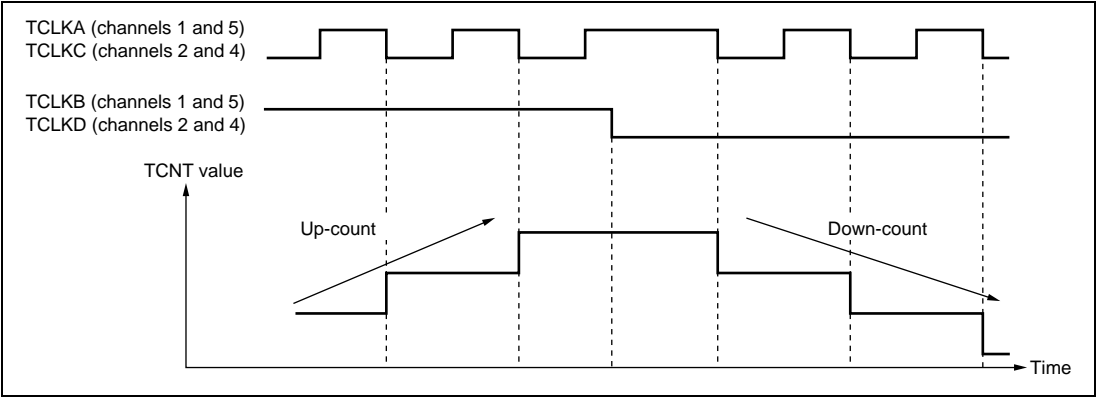 TCLKA (channels 1 and 5)
TCLKC (channels 2 and 4)
TCLKB (channels 1 and 5)
TCLKD (channels 2 and 4)
TCNT value
Up-count
Down-count
Time